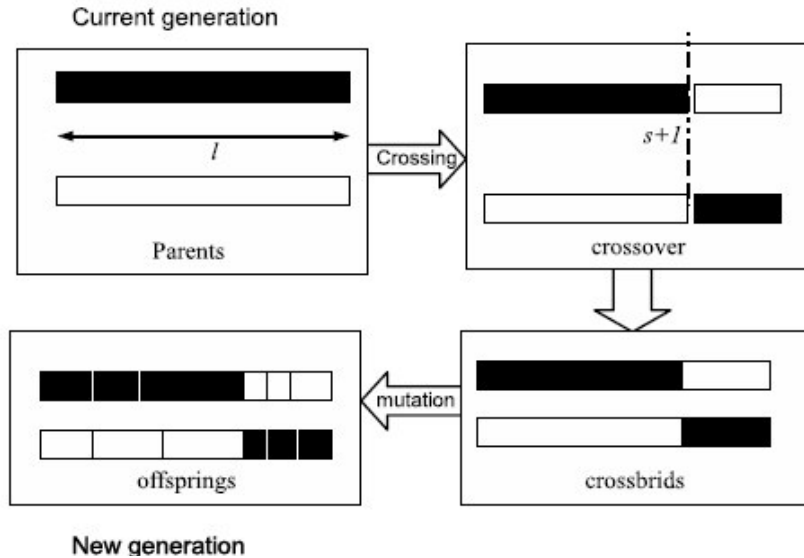 Current generation
l
Parents
Crossing
s+1
crossover
mutation
offsprings
crossbrids
New generation